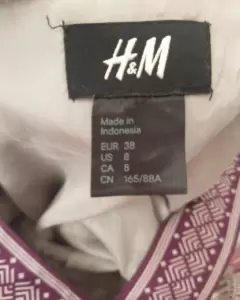 H&M
Made in
Indonesia
EUR 38
US 8
CA 8
CN 165/88A